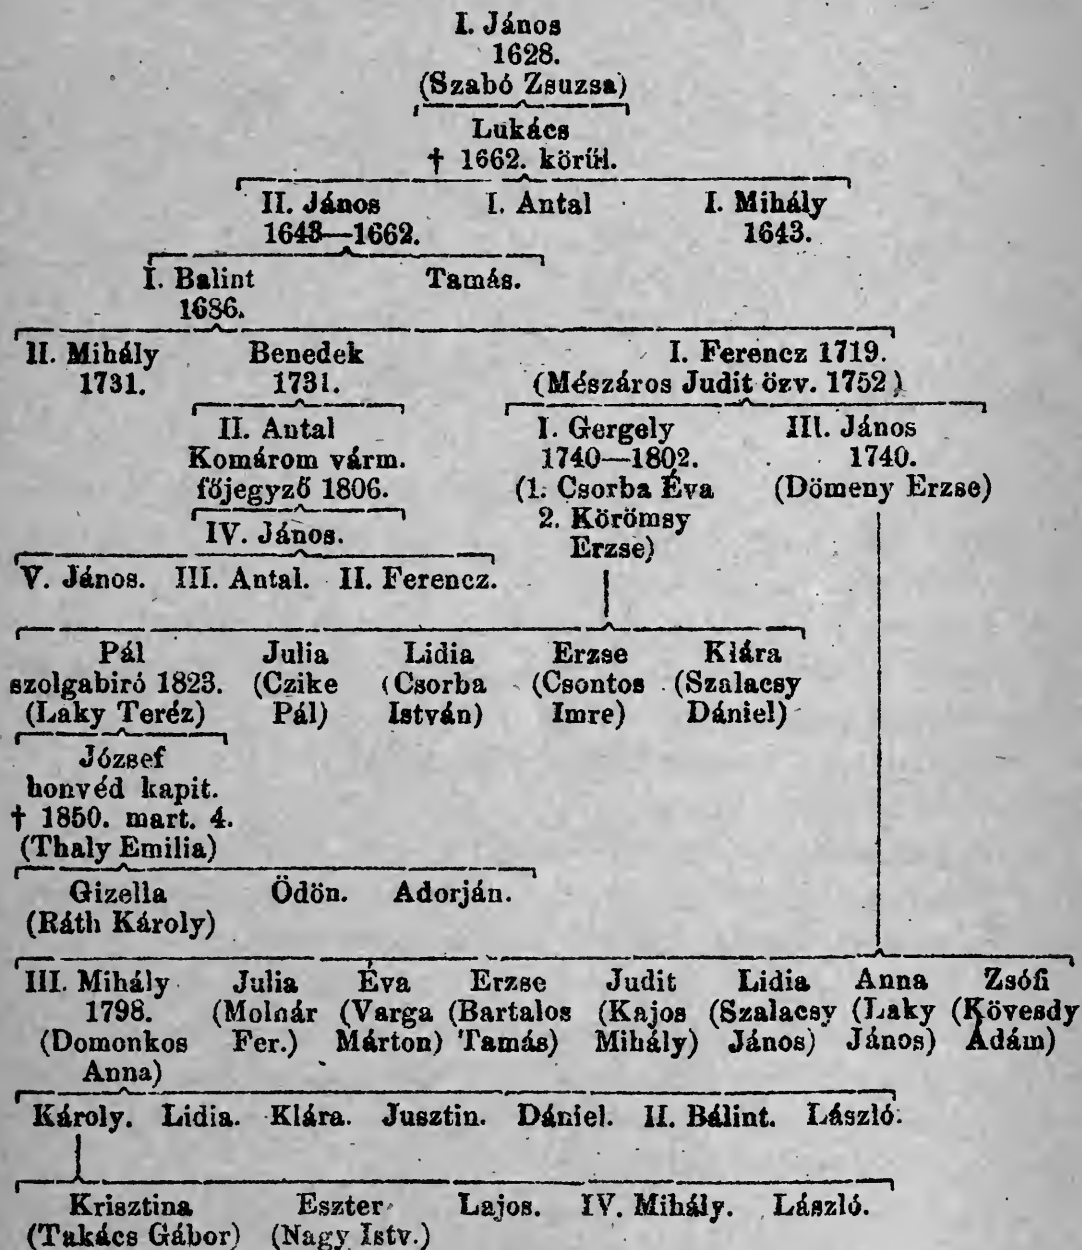 I. János
1628.
(Szabó Zsuzsa)
Lukács
† 1662. körül.
II. János I. Antal I. Mihály
1643—1662. 1643.
I. Balint Tamás.
1686.
II. Mihály Benedek I. Ferencz 1719.
1731. 1731. (Mészáros Judit özv. 1752)
II. Antal I. Gergely III. János
Komárom várm. 1740—1802. 1740.
főjegyző 1806. (1. Csorba Éva (Dömeny Erzse)
IV. János. 2. Körömsy
Erzse)
V. János. III. Antal. II. Ferencz.
Pál Julia Lidia Erzse Klára
szolgabiró 1823. (Czike (Csorba (Csontos (Szalacsy
(Laky Teréz) Pál) István) Imre) Dániel)
József
honvéd kapit.
† 1850. mart. 4.
(Thaly Emilia)
Gizella Ödön. Adorján.
(Ráth Károly)
III. Mihály Julia Éva Erzse Judit Lidia Anna Zsófi
1798. (Molnár (Varga (Bartalos (Kajos (Szalacsy (Laky (Kövesdy
(Domonkos Fer.) Márton) Tamás) Mihály) János) János) Ádám)
Anna)
Károly. Lidia. Klára. Jusztin. Dániel. II. Bálint. László.
Krisztina Eszter Lajos. IV. Mihály. László.
(Takács Gábor) (Nagy Istv.)